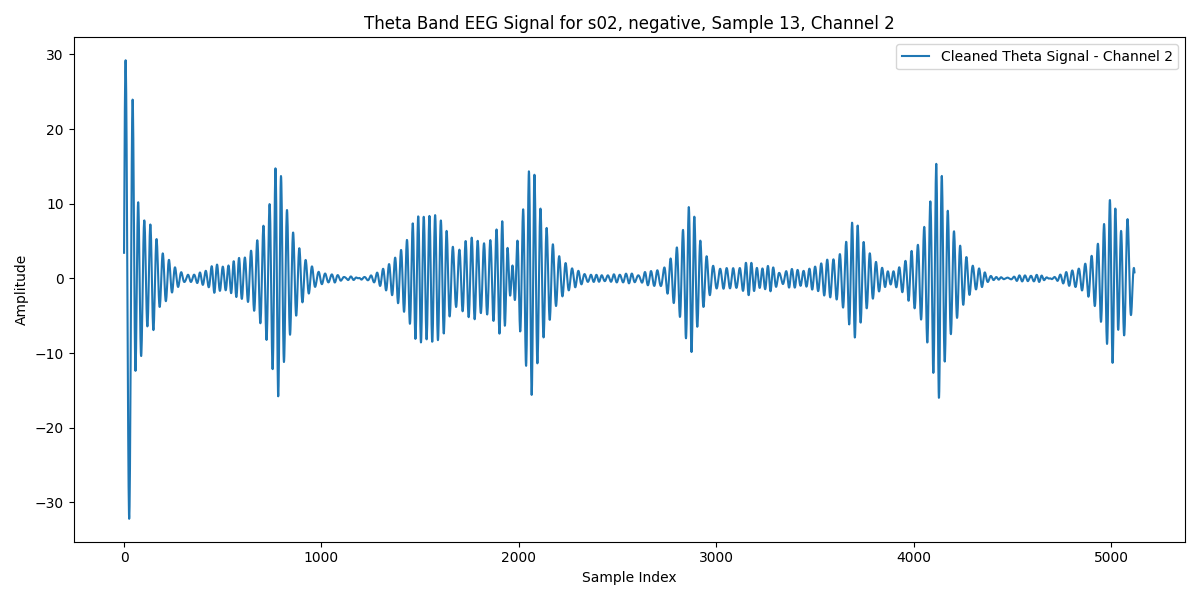 Theta Band EEG Signal for s02, negative, Sample 13, Channel 2
Cleaned Theta Signal - Channel 2
Amplitude
30
20
10
0
−10
−20
−30
0 1000 2000 3000 4000 5000
Sample Index